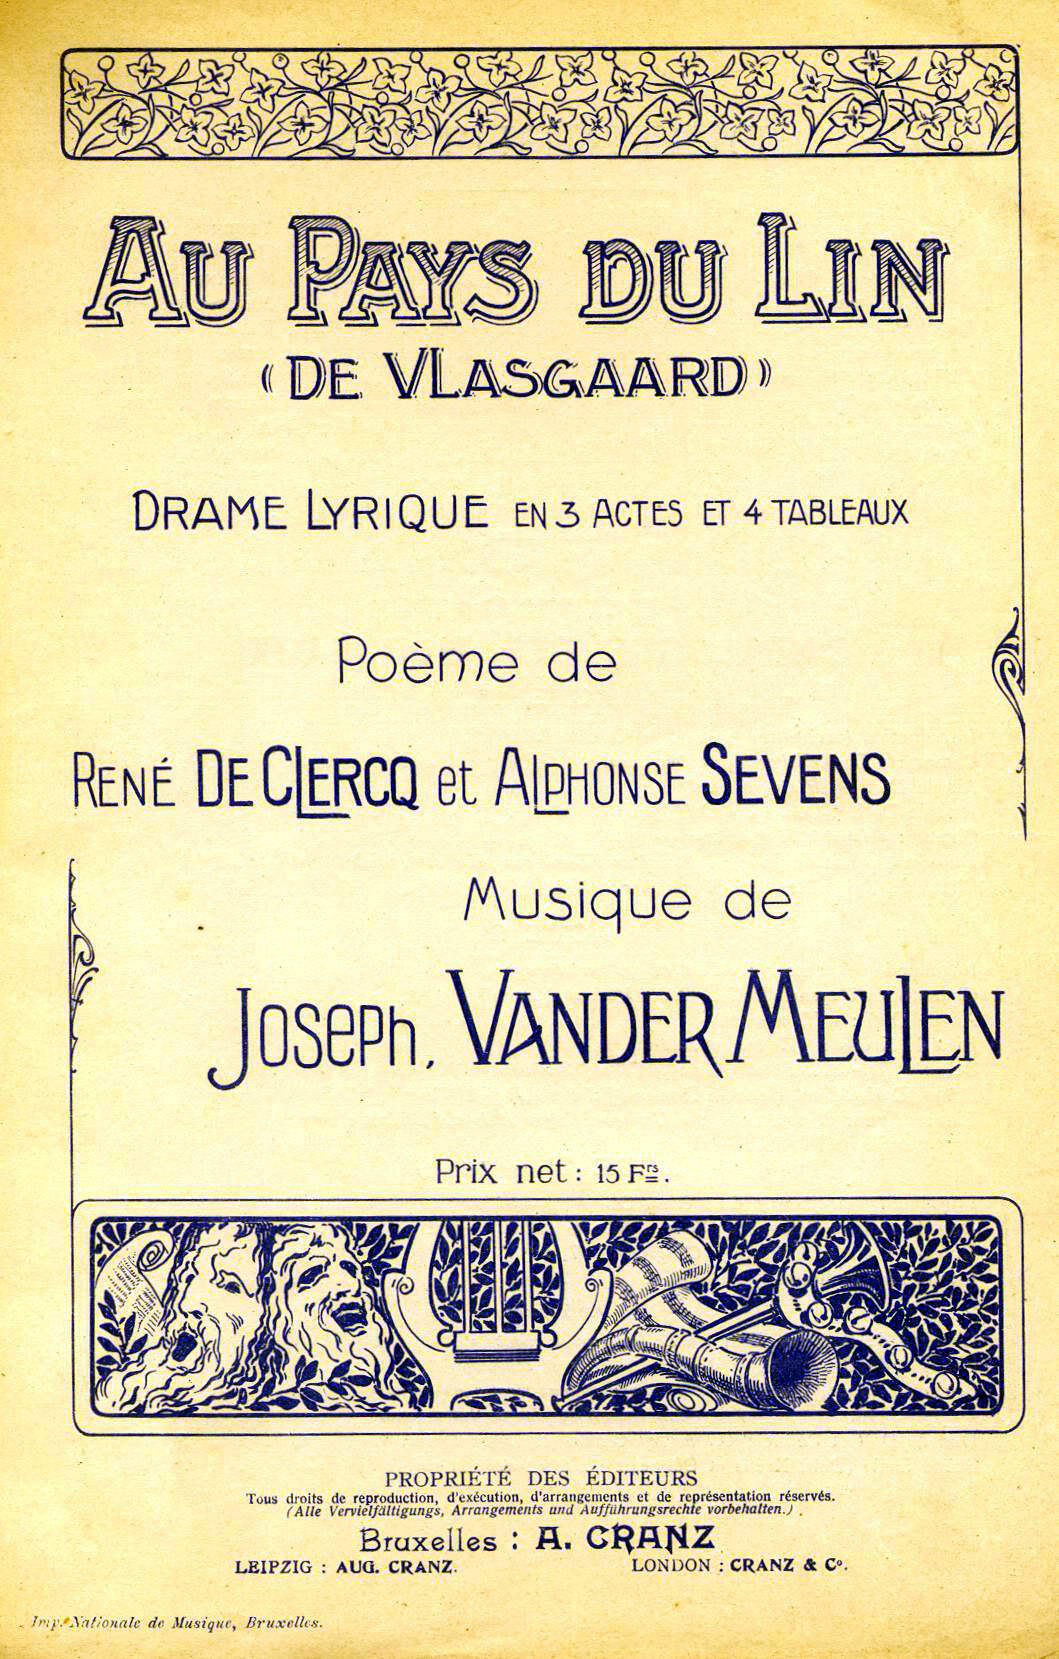 AU PAYS DU LIN
« DE VLASGAARD »
DRAME LYRIQUE EN 3 ACTES ET 4 TABLEAUX
Poème de
RENÉ DE CLERCQ et ALPHONSE SEVENS
Musique de
JOSEPH, VANDER MEULEN
Prix net : 15 Frs.
PROPRIÉTÉ DES ÉDITEURS
Tous droits de reproduction, d'exécution, d'arrangements et de représentation réservés.
(Alle Vervielfältigungs, Arrangements und Aufführungsrechte vorbehalten.)
Bruxelles : A. CRANZ
LEIPZIG : AUG. CRANZ. LONDON : CRANZ & Co.
Imp. Nationale de Musique, Bruxelles.